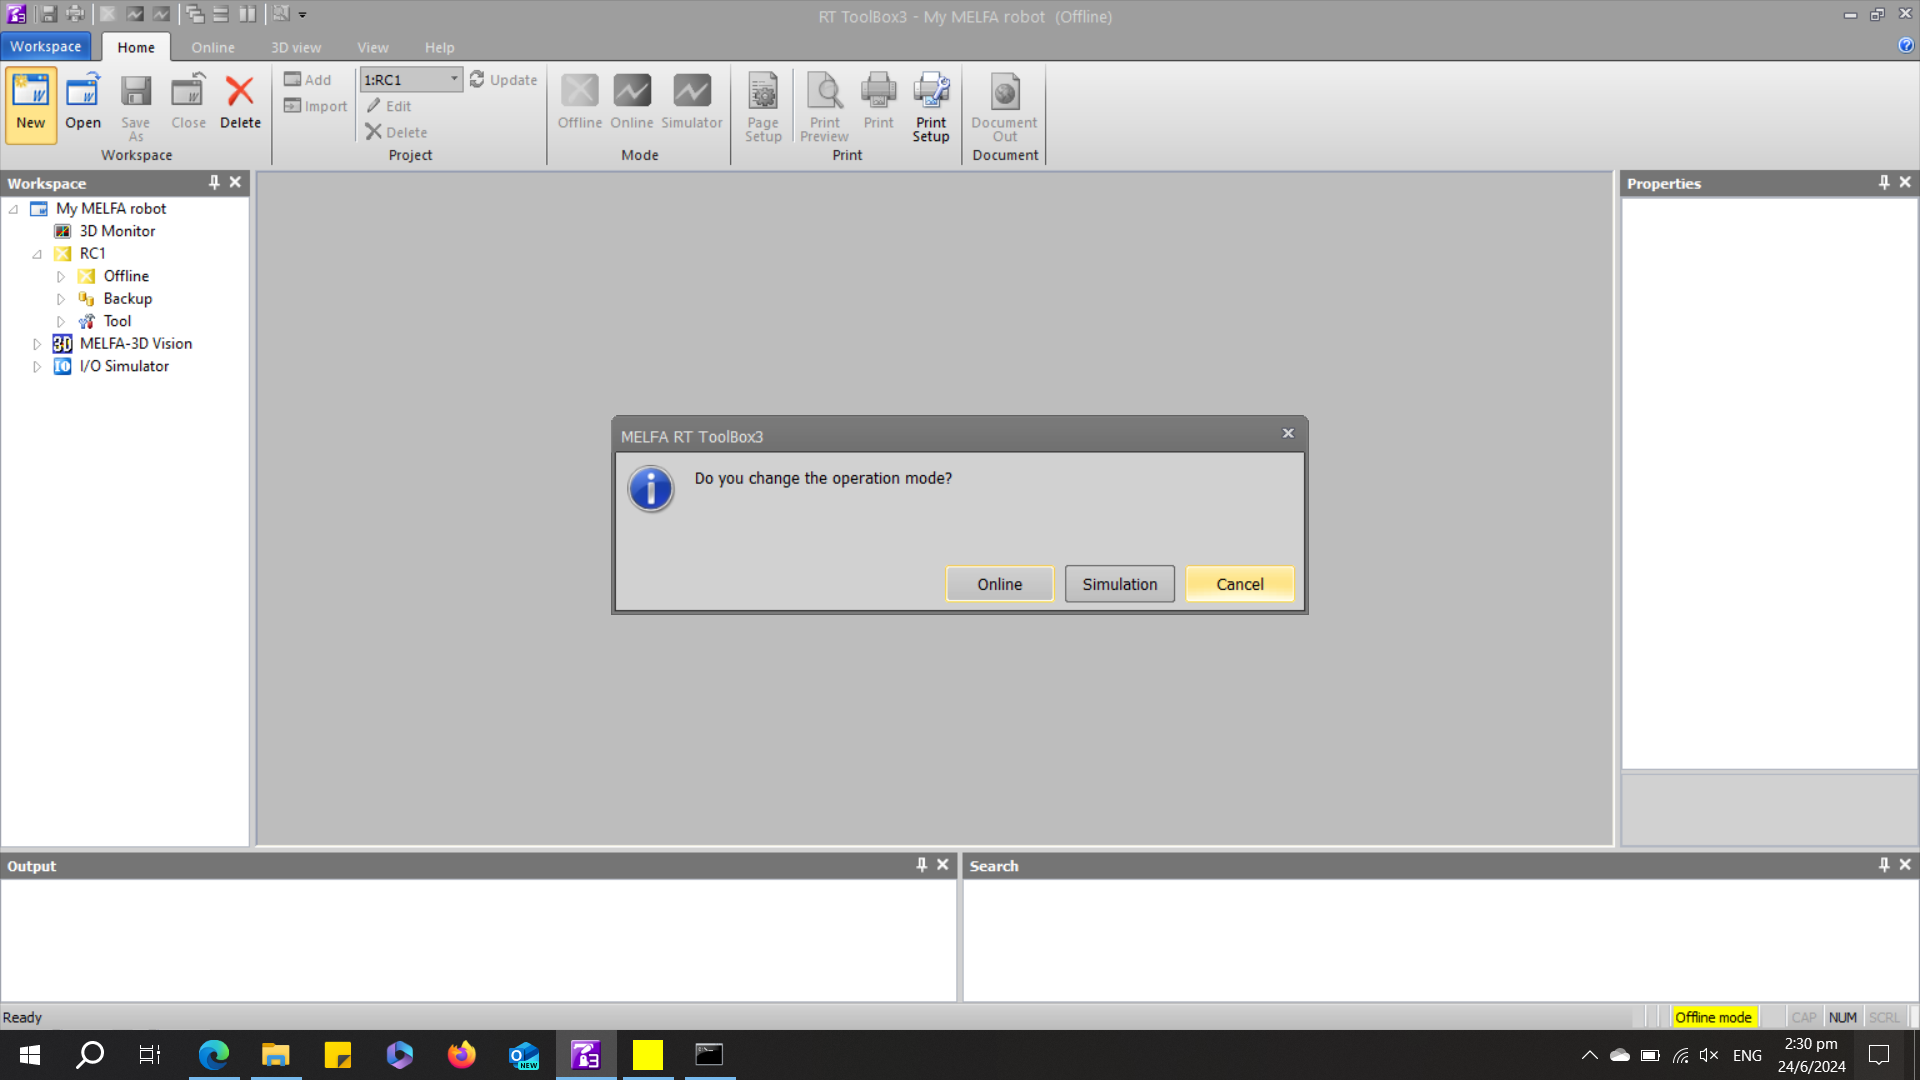 RT ToolBox3 - My MELFA robot (Offline)
Workspace
Home
Online
3D view
View
Help
New
Open
Save As
Close
Delete
Workspace
Add
Import
1:RC1
Update
Edit
Delete
Project
Offline
Online
Simulator
Mode
Page Setup
Print Preview
Print
Print Setup
Print
Document Out
Document
Workspace
My MELFA robot
3D Monitor
RC1
Offline
Backup
Tool
MELFA-3D Vision
I/O Simulator
Properties
MELFA RT ToolBox3
Do you change the operation mode?
Online
Simulation
Cancel
Output
Search
Ready
Offline mode
CAP
NUM
SCRL
NEW
ENG
2:30 pm
24/6/2024